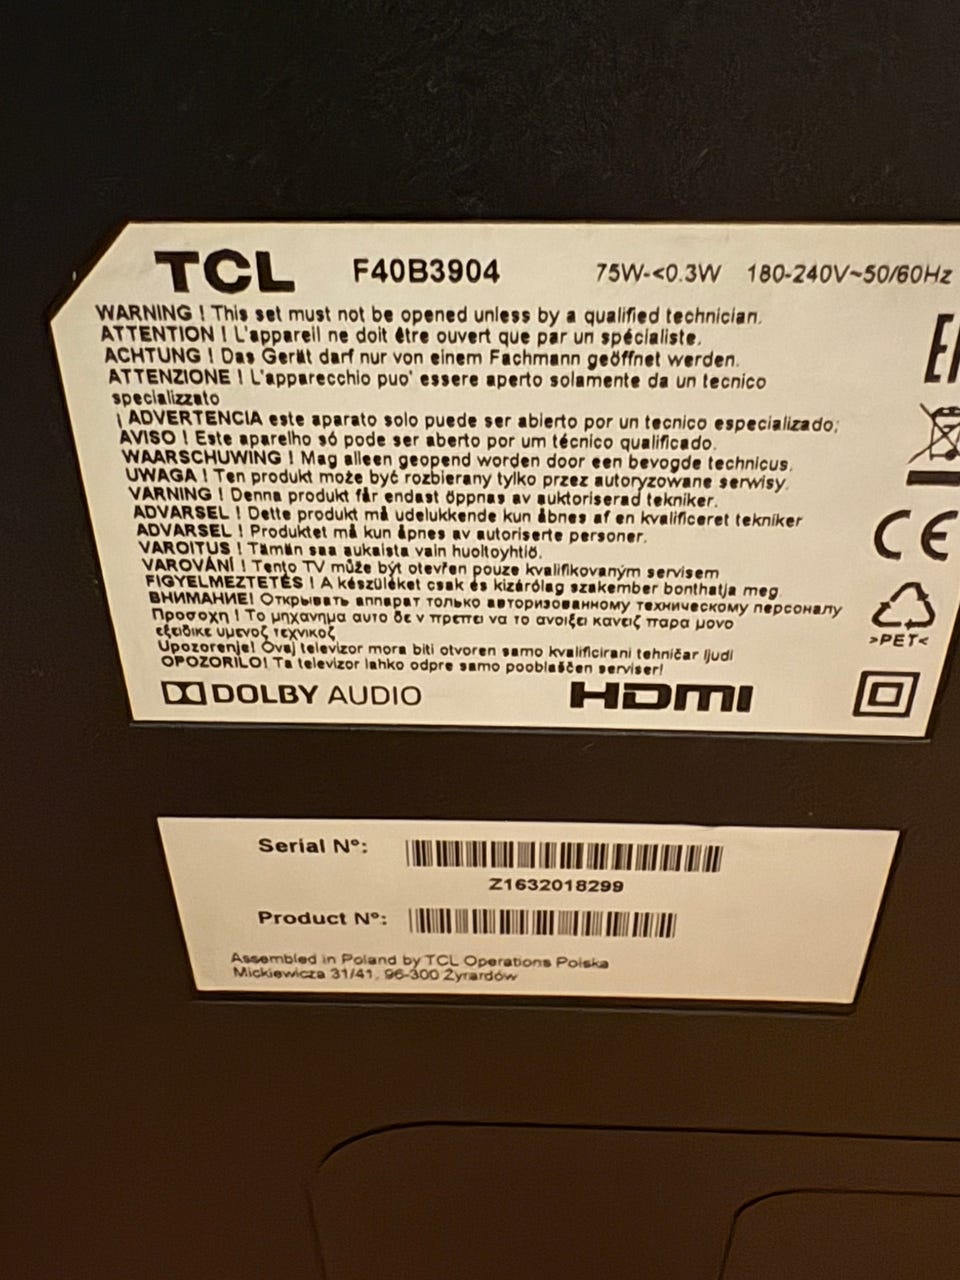 TCL F40B3904 75W-<0.3W 180-240V~50/60Hz
WARNING ! This set must not be opened unless by a qualified technician.
ATTENTION ! L'appareil ne doit être ouvert que par un spécialiste.
ACHTUNG ! Das Gerät darf nur von einem Fachmann geöffnet werden.
ATTENZIONE ! L'apparecchio puo' essere aperto solamente da un tecnico
specializzato
¡ ADVERTENCIA este aparato solo puede ser abierto por un tecnico especializado;
AVISO ! Este aparelho só pode ser aberto por um técnico qualificado.
WAARSCHUWING ! Mag alleen geopend worden door een bevogde technicus.
UWAGA ! Ten produkt może być rozbierany tylko przez autoryzowane serwisy.
VARNING ! Denna produkt får endast öppnas av auktoriserad tekniker.
ADVARSEL ! Dette produkt må udelukkende kun åbnes af en kvalificeret tekniker
ADVARSEL ! Produktet må kun åpnes av autoriserte personer.
VAROITUS ! Tämän saa aukaista vain huoltoyhtiö.
VAROVÁNÍ ! Tento TV může být otevřen pouze kvalifikovaným servisem
FIGYELMEZTETÉS ! A készüléket csak és kizárólag szakember bonthatja meg.
ВНИМАНИЕ! Открывать аппарат только авторизованному техническому персоналу
Προσοχη ! Το μηχανημα αυτο δε ν πρεπει να το ανοιξει κανεις παρα μονο
εξειδικε υμενος τεχνικος
Upozorenje! Ovaj televizor mora biti otvoren samo kvalificirani tehničar ljudi
OPOZORILO! Ta televizor lahko odpre samo pooblaščen serviser!
DOLBY AUDIO HDMI
CE
>PET<
Serial N°:
Z1632018299
Product N°:
Assembled in Poland by TCL Operations Polska
Mickiewicza 31/41, 96-300 Żyrardów